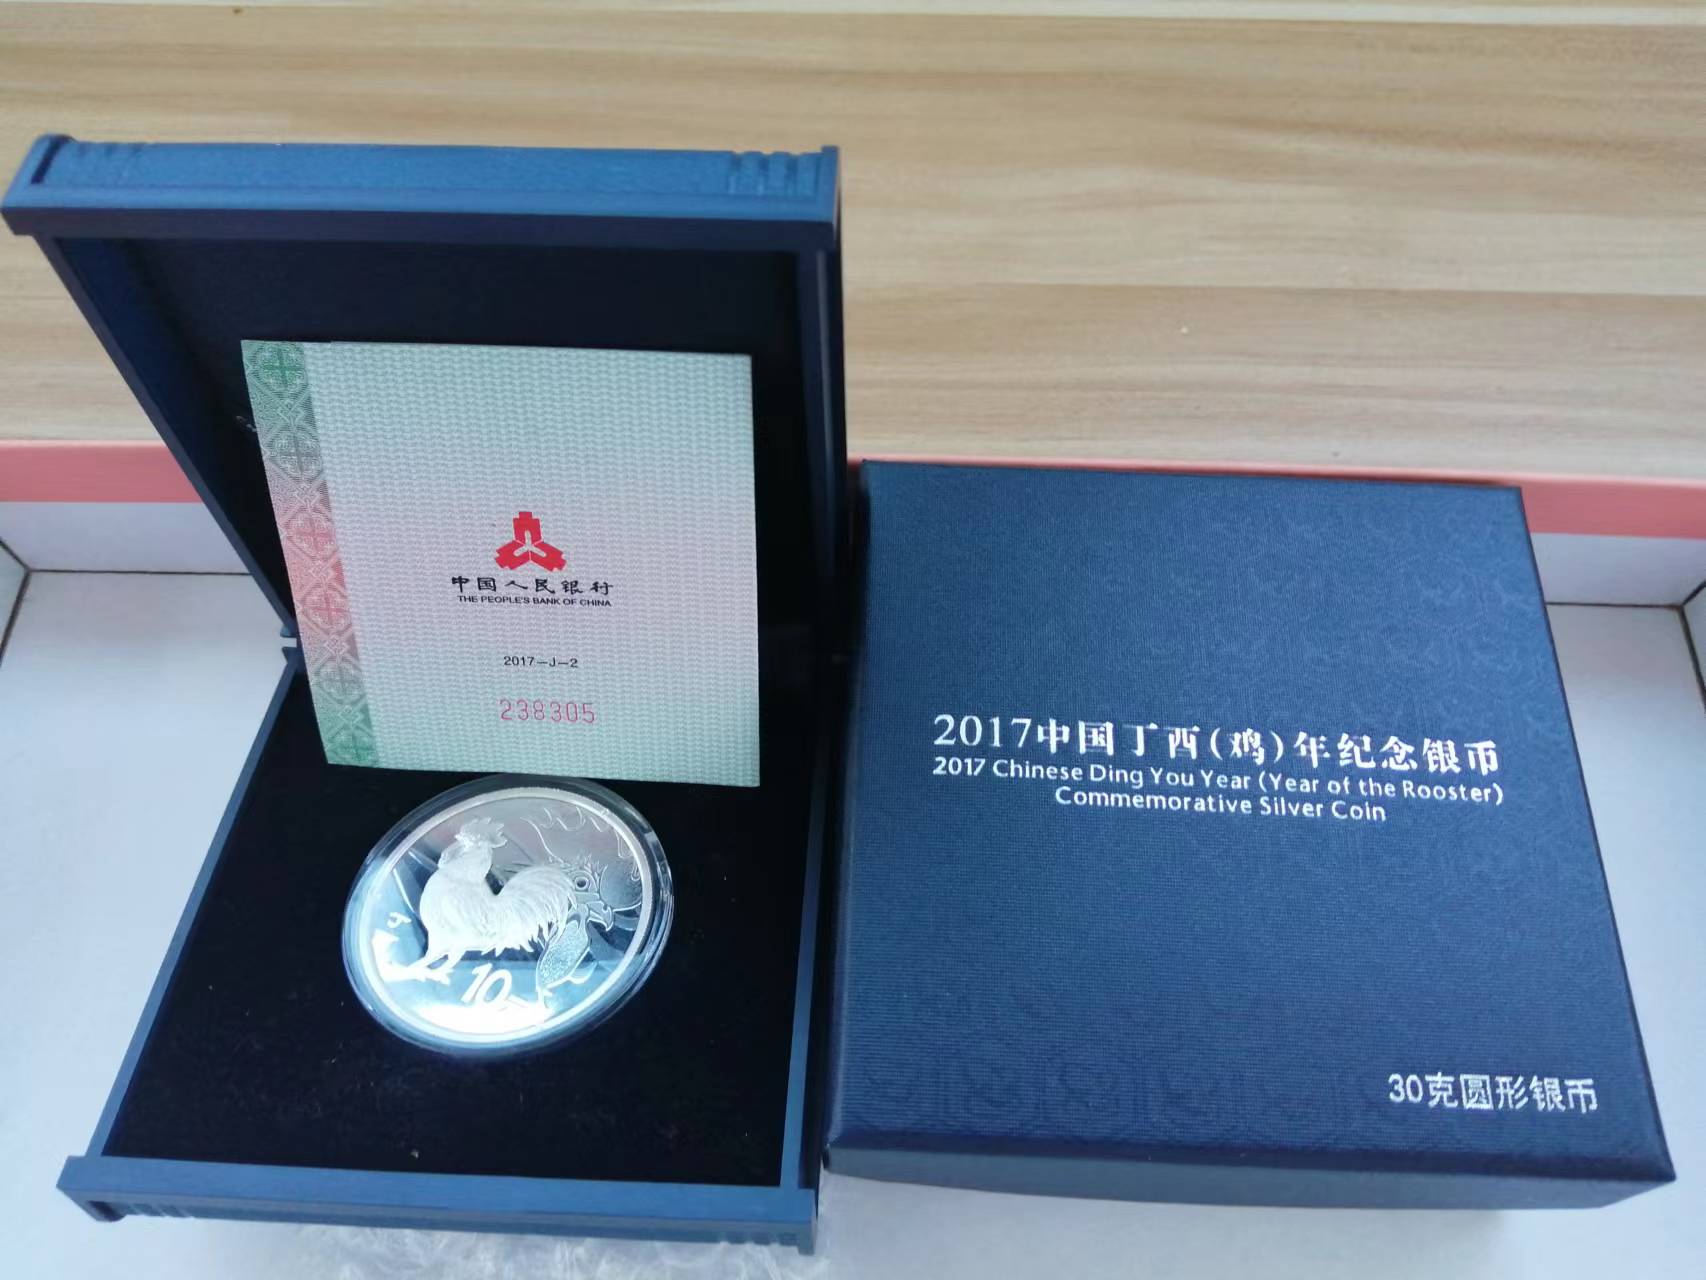 中国人民银行
THE PEOPLE'S BANK OF CHINA
2017-J-2
238305
10
2017中国丁酉(鸡)年纪念银币
2017 Chinese Ding You Year (Year of the Rooster)
Commemorative Silver Coin
30克圆形银币